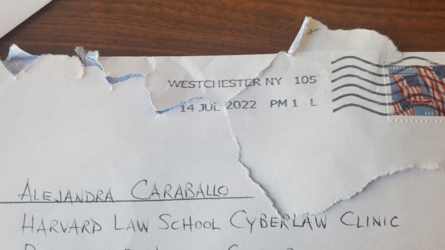 WESTCHESTER NY 105
14 JUL 2022 PM 1 L
ALEJANDRA CARABALLO
HARVARD LAW SCHOOL CYBERLAW CLINIC